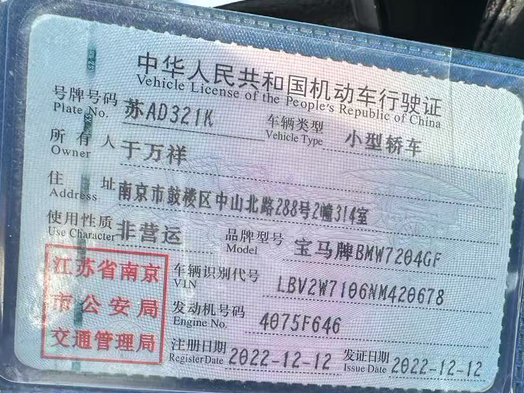 中华人民共和国机动车行驶证
Vehicle License of the People's Republic of China
号牌号码 苏AD321K 车辆类型 小型轿车
Plate No. Vehicle Type
所有人 于万祥
Owner
住址 南京市鼓楼区中山北路288号2幢314室
Address
使用性质 非营运 品牌型号 宝马牌BMW7204GF
Use Character Model
江苏省南京市公安局交通管理局
车辆识别代号 LBV2W7106NM420678
VIN
发动机号码 4075F646
Engine No.
注册日期 2022-12-12 发证日期 2022-12-12
Register Date Issue Date